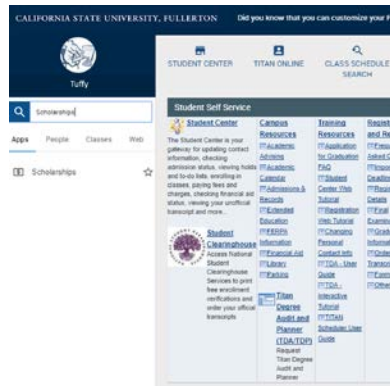 CALIFORNIA STATE UNIVERSITY, FULLERTON
Did you know that you can customize your
Tuffy
Scholarships
Apps People Classes Web
Scholarships
STUDENT CENTER
TITAN ONLINE
CLASS SCHEDULE
SEARCH
Student Self Service
Student Center
The Student Center is your
gateway for updating contact
information, checking
admission status, viewing holds
and to-do lists, enrolling in
classes, paying fees and
charges, checking financial aid
status, viewing your unofficial
transcript and more...
Student
Clearinghouse
Access National
Student
Clearinghouse
Services to print
free enrollment
verifications and
order your official
transcripts
Campus
Resources
Academic
Advising
Academic
Calendar
Admissions &
Records
Extended
Education
FERPA
Information
Financial Aid
Library
Parking
Titan
Degree
Audit and
Planner
(TDA/TDP)
Request
Titan Degree
Audit and
Planner
Training
Resources
Application
for Graduation
FAQ
Student
Center Web
Tutorial
Registration
Web Tutorial
Changing
Personal
Contact Info
TDA - User
Guide
TDA -
Interactive
Tutorial
TITAN
Scheduler User
Guide